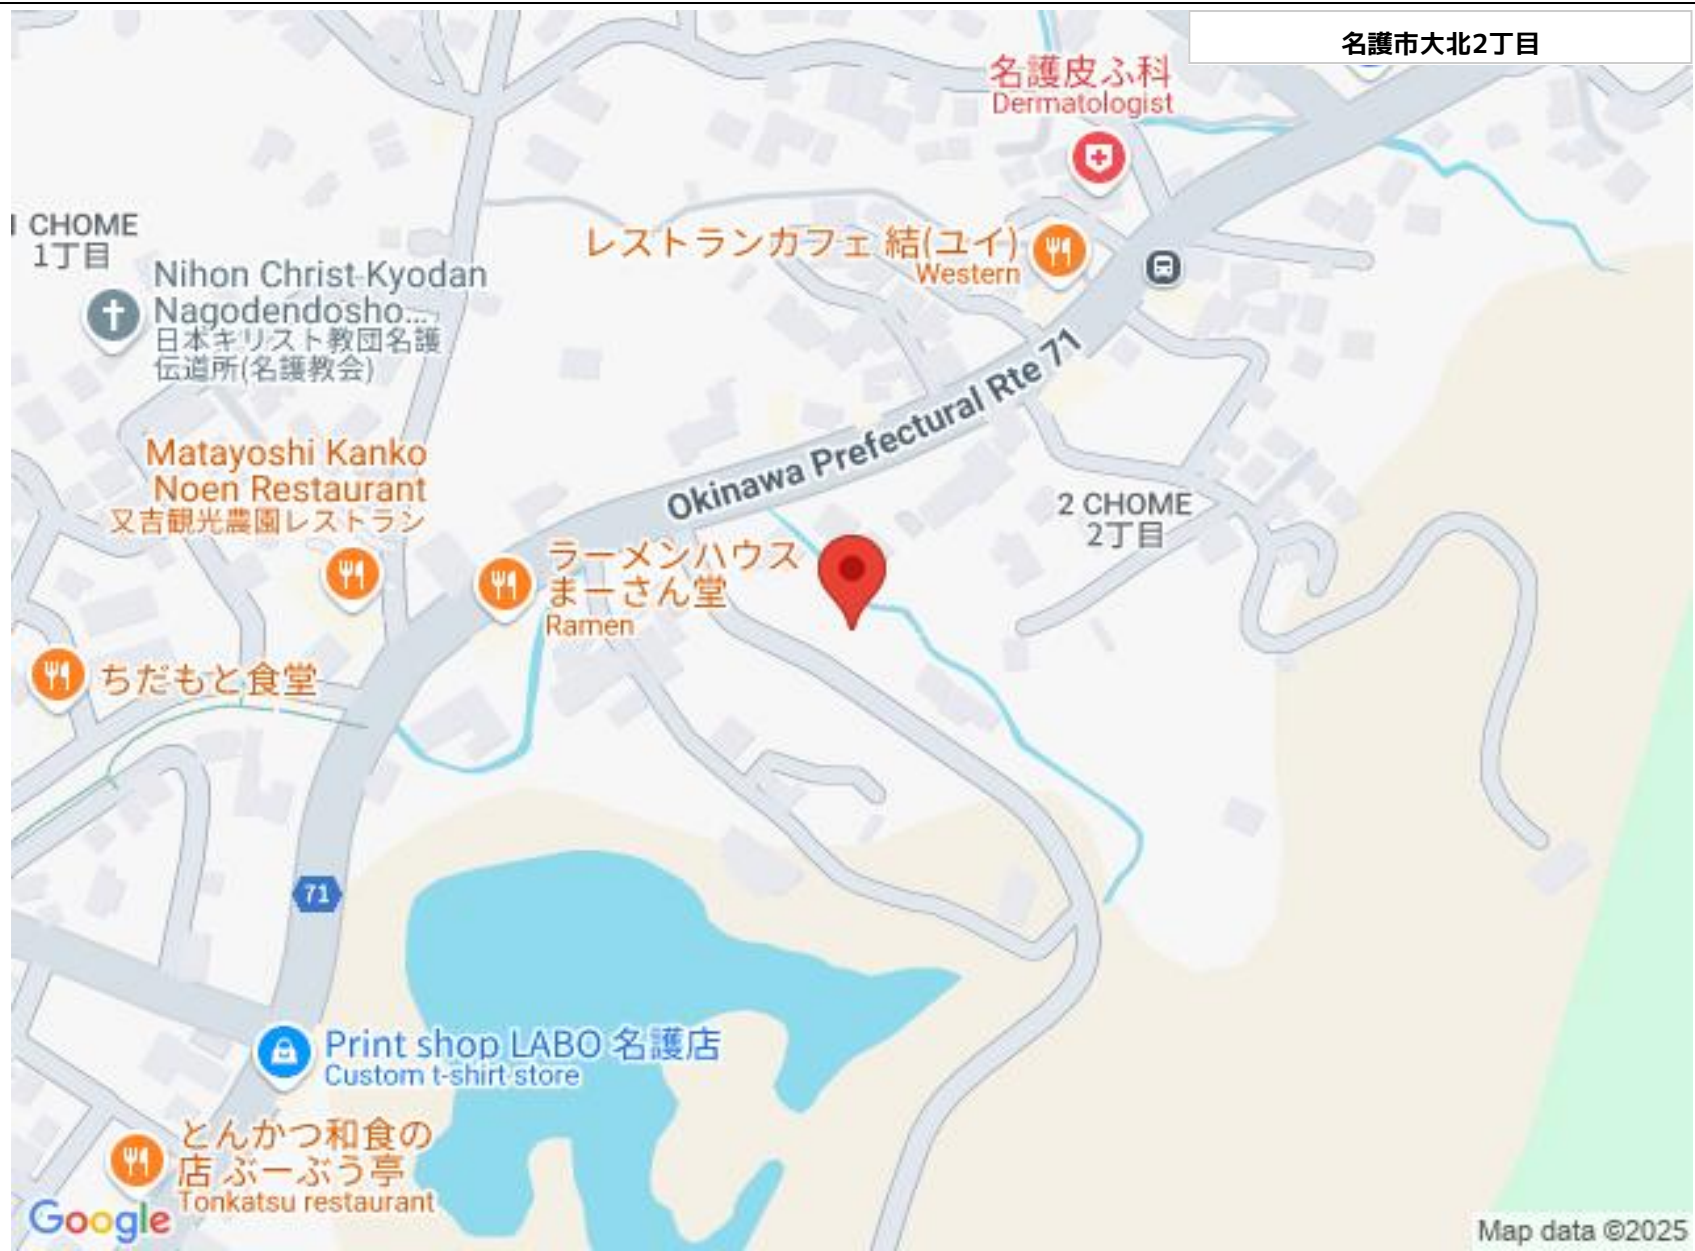 名護市大北2丁目
名護皮ふ科
Dermatologist
CHOME
1丁目
レストランカフェ 結(ユイ)
Western
Nihon Christ-Kyodan
Nagodendosho...
日本キリスト教団名護
伝道所(名護教会)
Okinawa Prefectural Rte 71
Matayoshi Kanko
Noen Restaurant
又吉観光農園レストラン
2 CHOME
2丁目
ラーメンハウス
まーさん堂
Ramen
ちだもと食堂
71
Print shop LABO 名護店
Custom t-shirt store
とんかつ和食の
店 ぶーぶう亭
Tonkatsu restaurant
Google
Map data ©2025